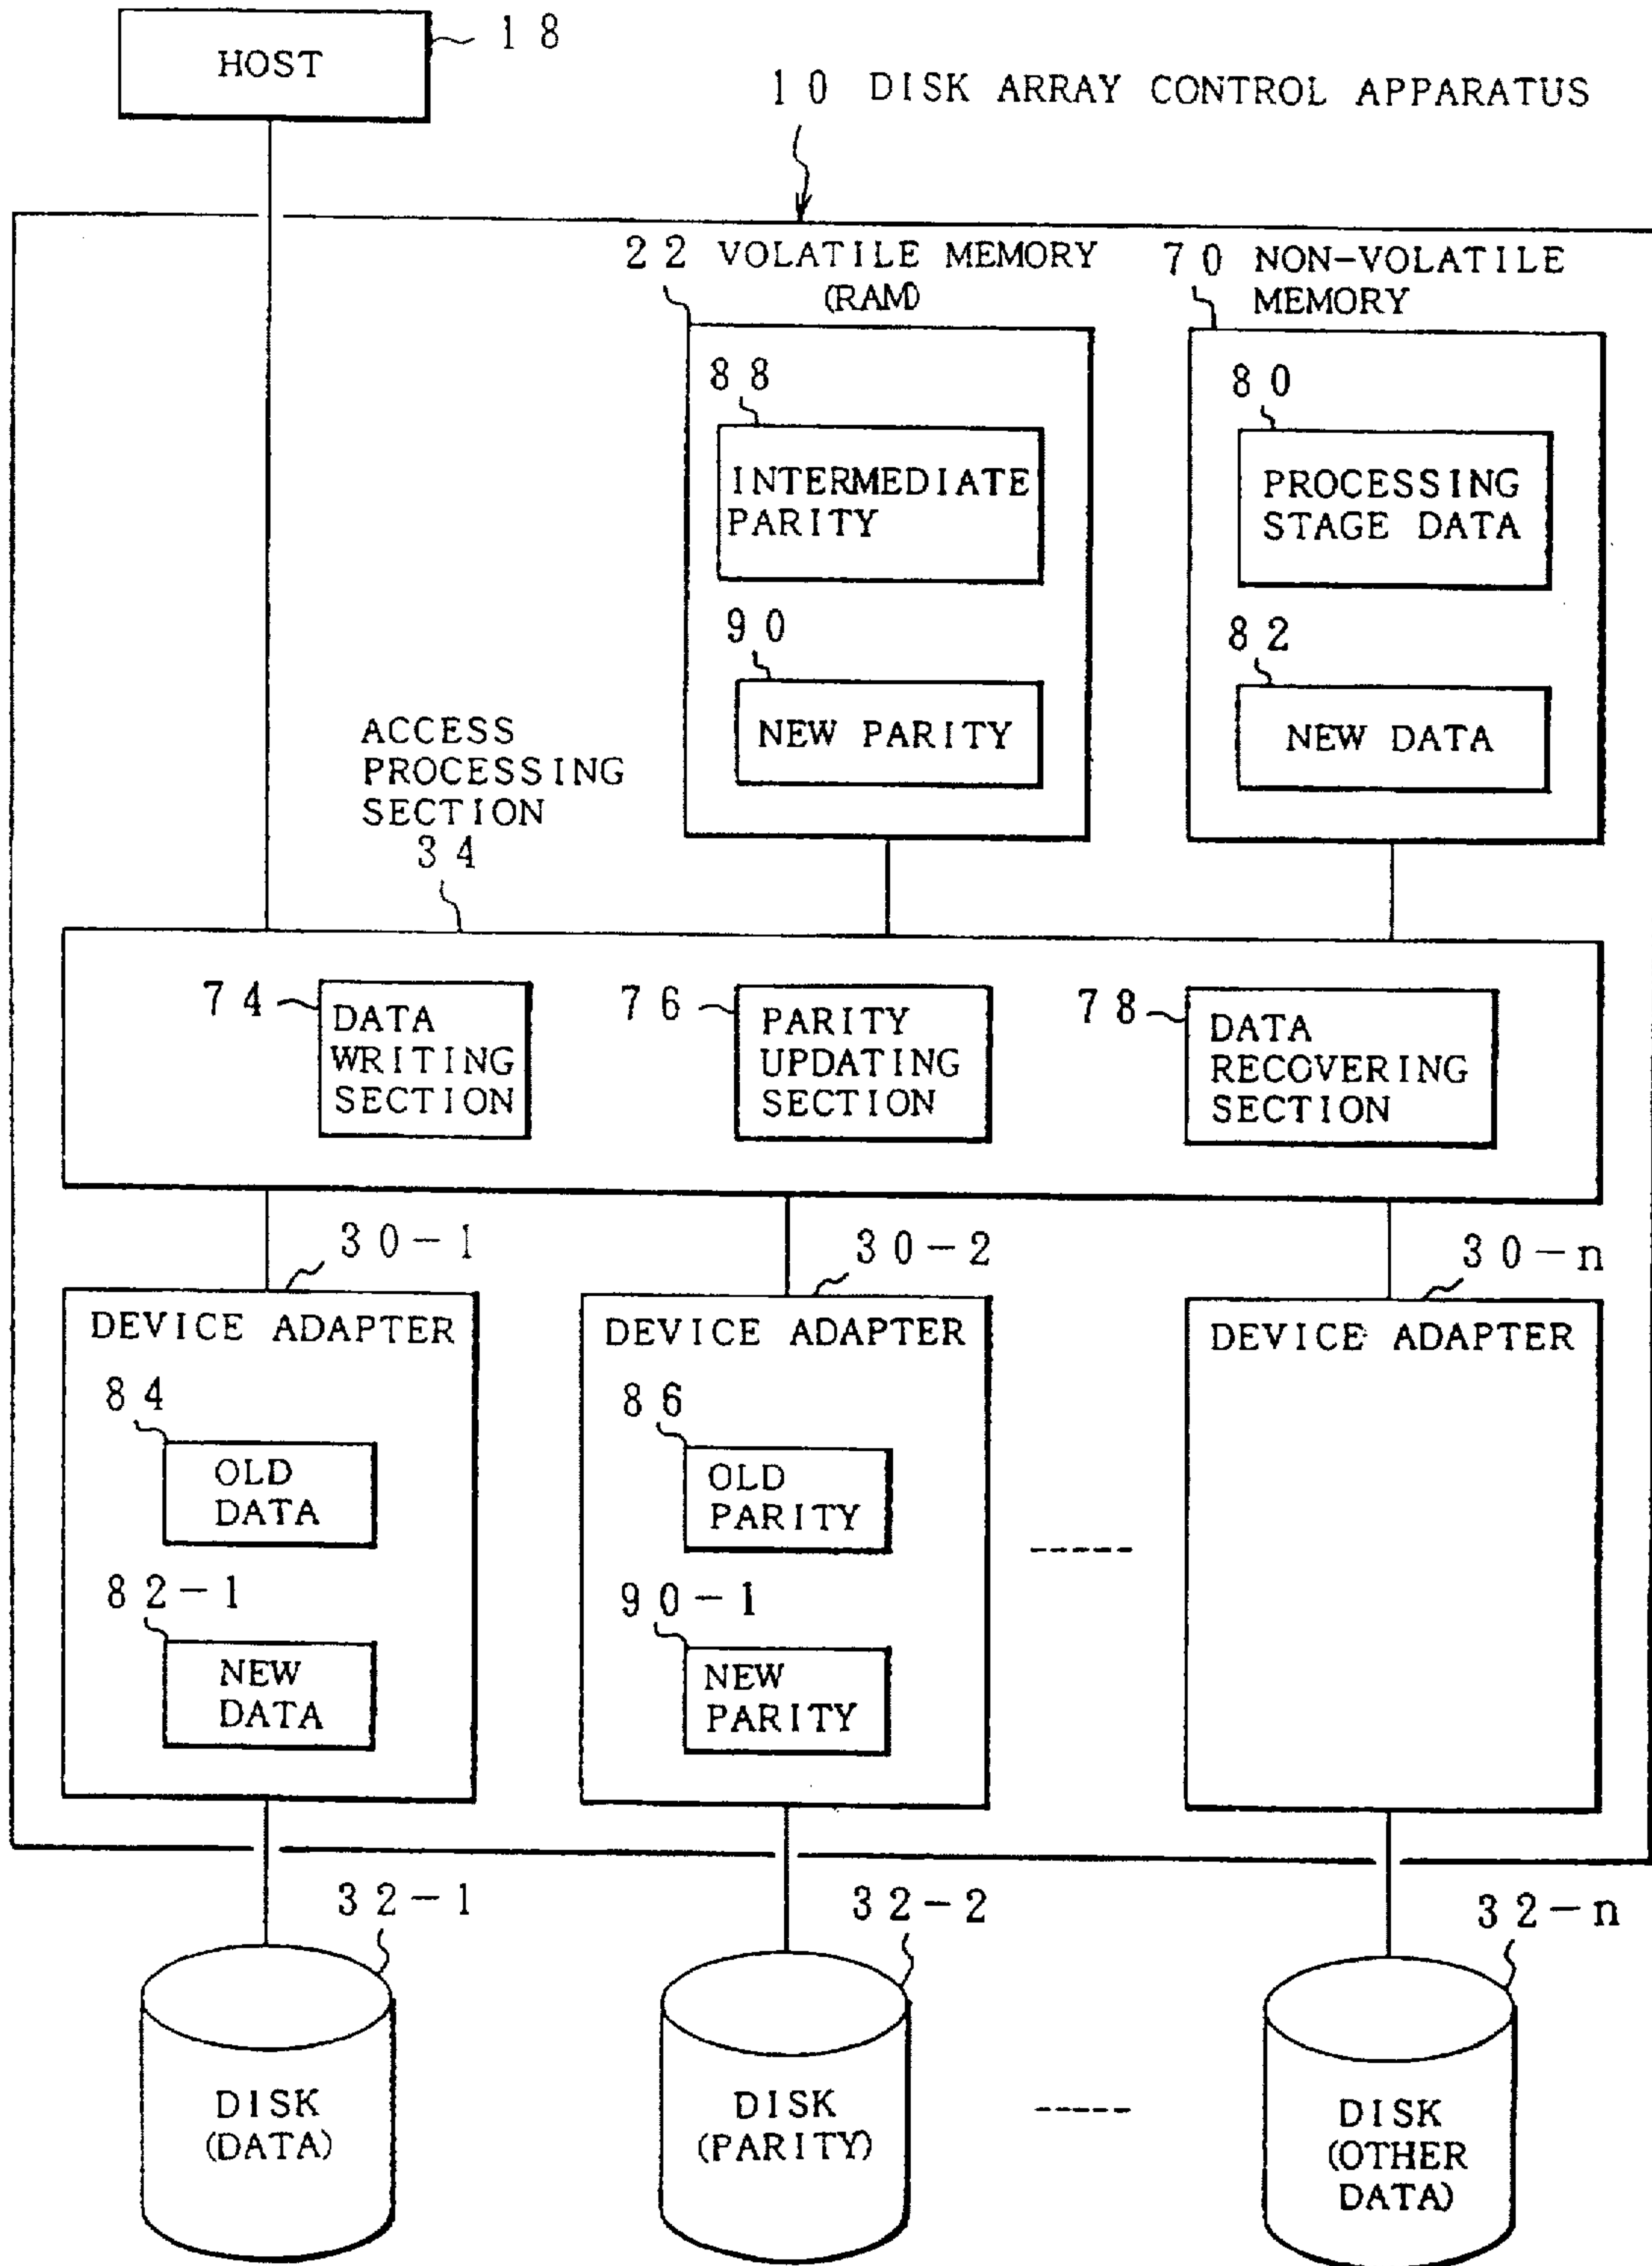 18
HOST
10 DISK ARRAY CONTROL APPARATUS
22 VOLATILE MEMORY
(RAM)
70 NON-VOLATILE
MEMORY
88
INTERMEDIATE
PARITY
90
NEW PARITY
80
PROCESSING
STAGE DATA
82
NEW DATA
ACCESS
PROCESSING
SECTION
34
74
DATA
WRITING
SECTION
76
PARITY
UPDATING
SECTION
78
DATA
RECOVERING
SECTION
30-1
DEVICE ADAPTER
84
OLD
DATA
82-1
NEW
DATA
30-2
DEVICE ADAPTER
86
OLD
PARITY
90-1
NEW
PARITY
30-n
DEVICE ADAPTER
32-1
DISK
(DATA)
32-2
DISK
(PARITY)
32-n
DISK
(OTHER
DATA)